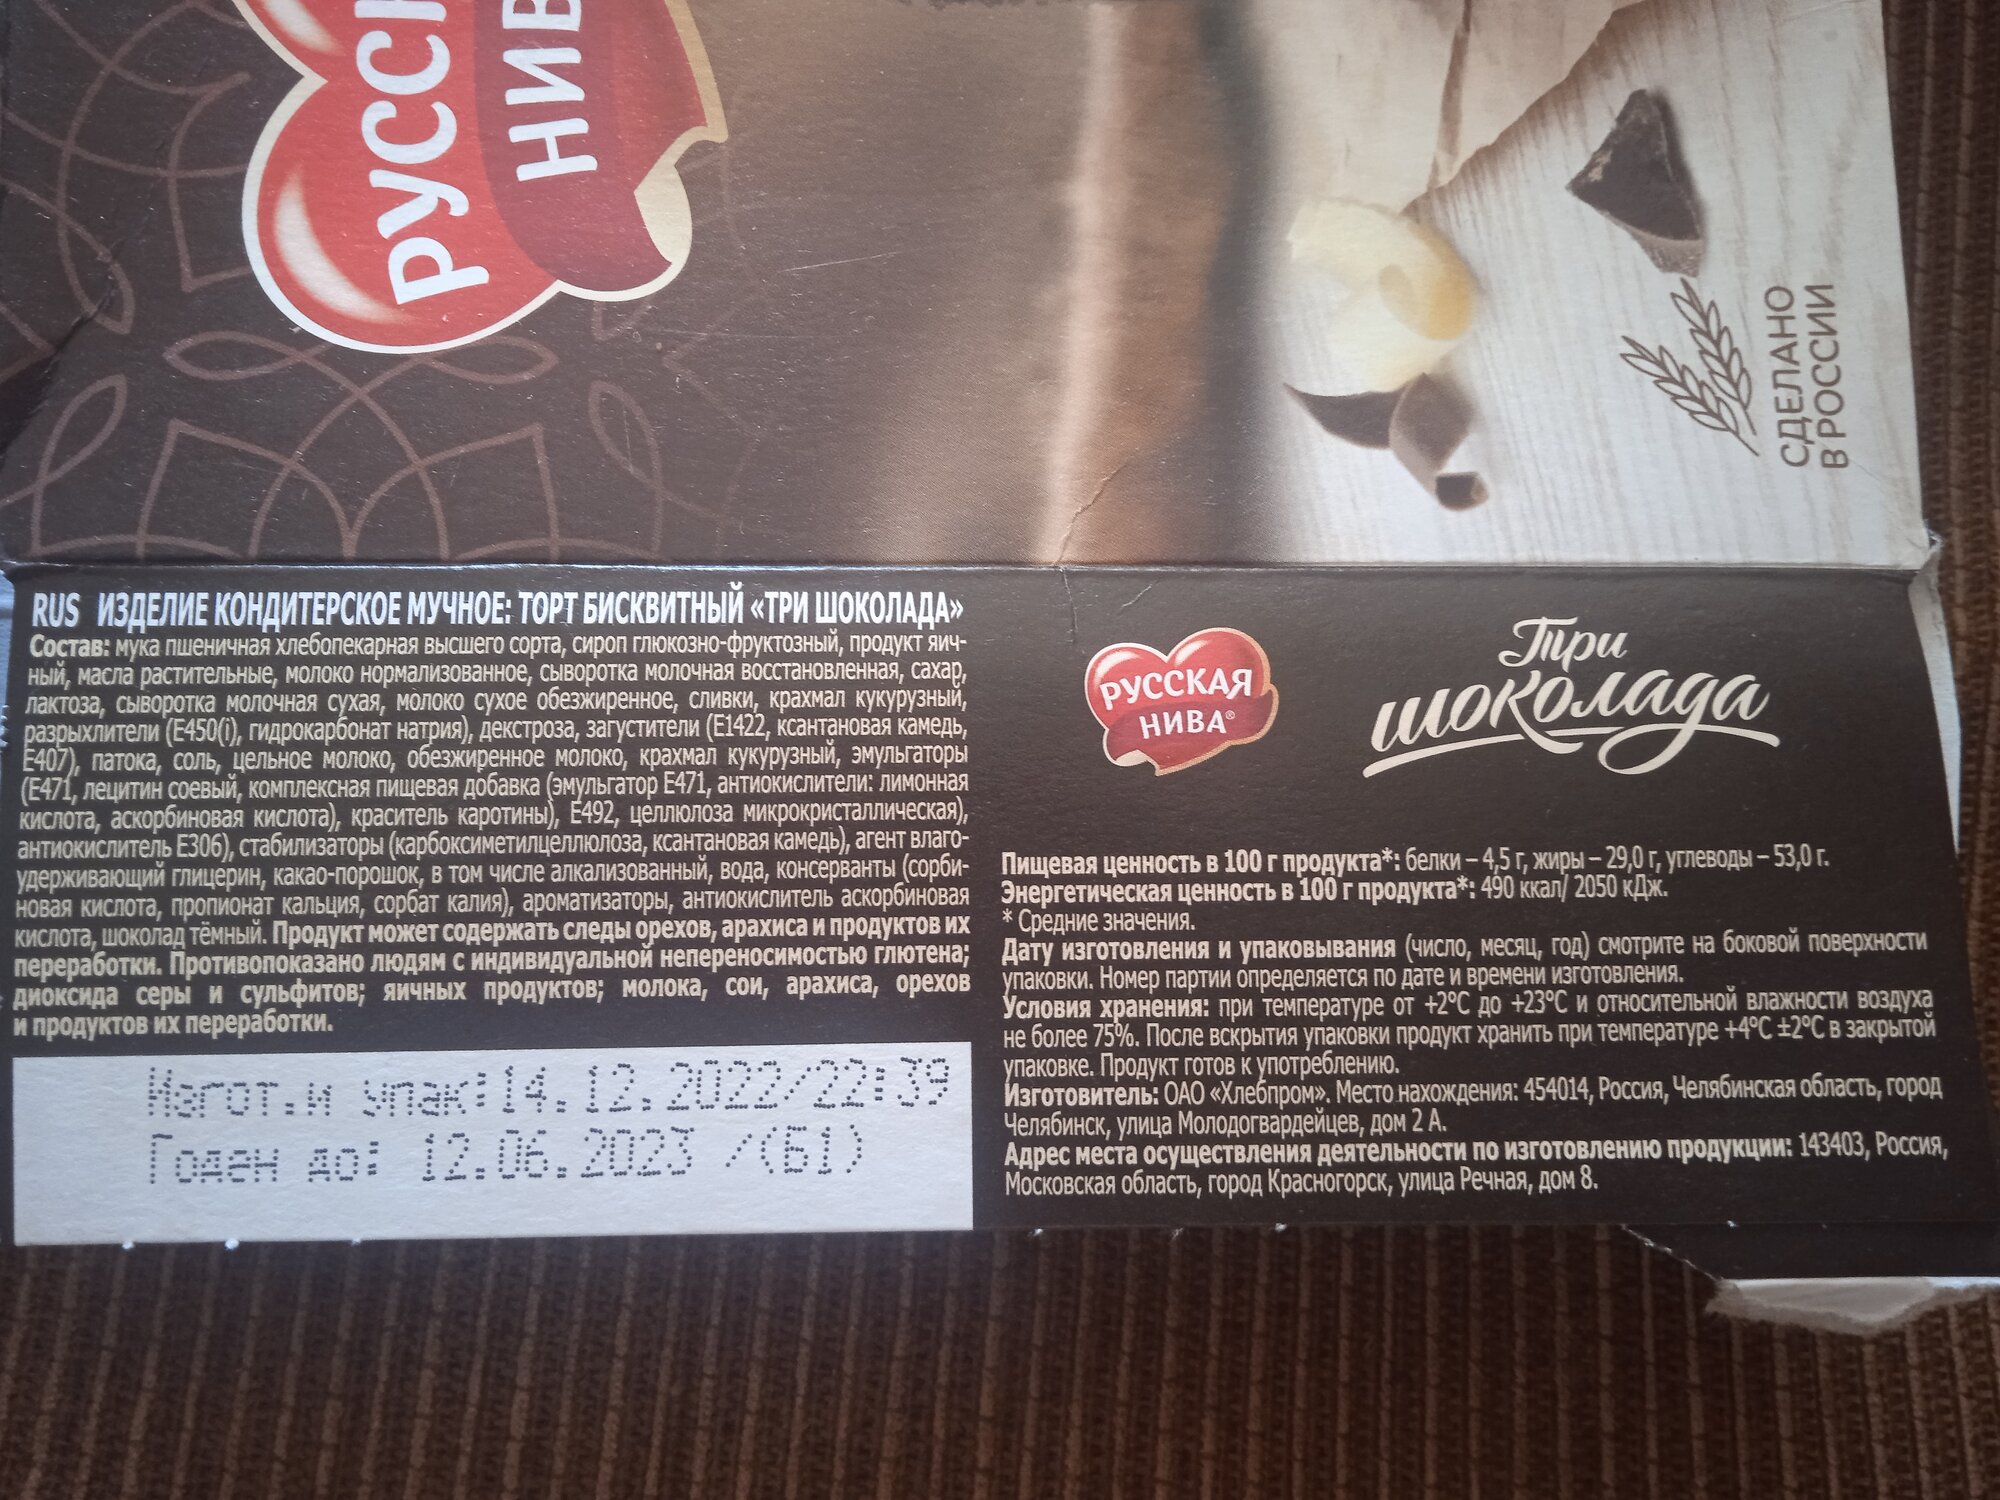 РУССК
НИВ
СДЕЛАНО
В РОССИИ
RUS ИЗДЕЛИЕ КОНДИТЕРСКОЕ МУЧНОЕ: ТОРТ БИСКВИТНЫЙ «ТРИ ШОКОЛАДА»
Состав: мука пшеничная хлебопекарная высшего сорта, сироп глюкозно-фруктозный, продукт яич-
ный, масла растительные, молоко нормализованное, сыворотка молочная восстановленная, сахар,
лактоза, сыворотка молочная сухая, молоко сухое обезжиренное, сливки, крахмал кукурузный,
разрыхлители (Е450(i), гидрокарбонат натрия), декстроза, загустители (Е1422, ксантановая камедь,
Е407), патока, соль, цельное молоко, обезжиренное молоко, крахмал кукурузный, эмульгаторы
(Е471, лецитин соевый, комплексная пищевая добавка (эмульгатор Е471, антиокислители: лимонная
кислота, аскорбиновая кислота), краситель каротины), Е492, целлюлоза микрокристаллическая),
антиокислитель Е306), стабилизаторы (карбоксиметилцеллюлоза, ксантановая камедь), агент влаго-
удерживающий глицерин, какао-порошок, в том числе алкализованный, вода, консерванты (сорби-
новая кислота, пропионат кальция, сорбат калия), ароматизаторы, антиокислитель аскорбиновая
кислота, шоколад тёмный. Продукт может содержать следы орехов, арахиса и продуктов их
переработки. Противопоказано людям с индивидуальной непереносимостью глютена;
диоксида серы и сульфитов; яичных продуктов; молока, сои, арахиса, орехов
и продуктов их переработки.
Изгот.и упак:14.12.2022/22:39
Годен до: 12.06.2023 /(Б1)
РУССКАЯ
НИВА®
Три
шоколада
Пищевая ценность в 100 г продукта*: белки – 4,5 г, жиры – 29,0 г, углеводы – 53,0 г.
Энергетическая ценность в 100 г продукта*: 490 ккал/ 2050 кДж.
* Средние значения.
Дату изготовления и упаковывания (число, месяц, год) смотрите на боковой поверхности
упаковки. Номер партии определяется по дате и времени изготовления.
Условия хранения: при температуре от +2°С до +23°С и относительной влажности воздуха
не более 75%. После вскрытия упаковки продукт хранить при температуре +4°С ±2°С в закрытой
упаковке. Продукт готов к употреблению.
Изготовитель: ОАО «Хлебпром». Место нахождения: 454014, Россия, Челябинская область, город
Челябинск, улица Молодогвардейцев, дом 2 А.
Адрес места осуществления деятельности по изготовлению продукции: 143403, Россия,
Московская область, город Красногорск, улица Речная, дом 8.